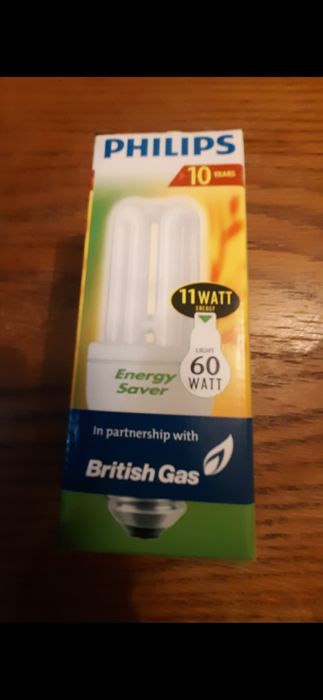 PHILIPS
10 YEARS
11 WATT
ENERGY
LIGHT
60
WATT
Energy
Saver
In partnership with
British Gas